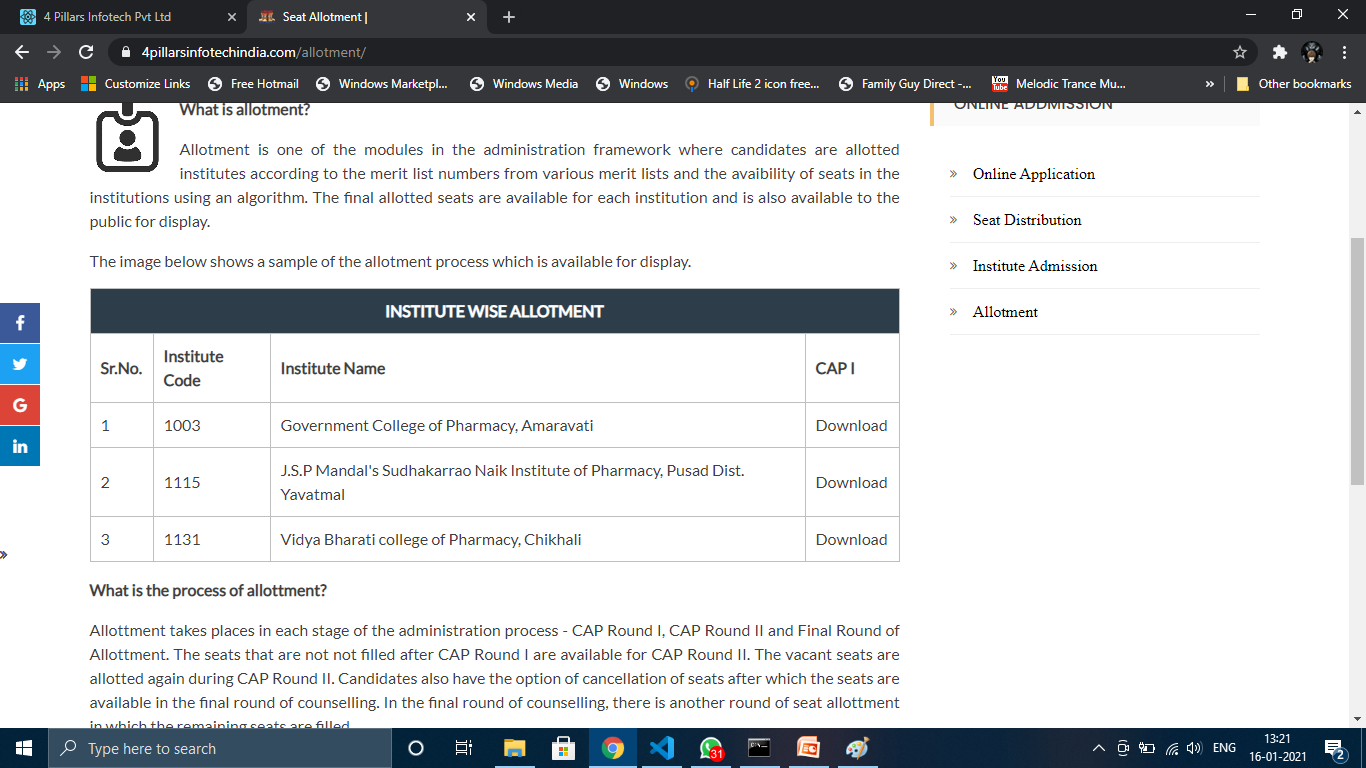 4 Pillars Infotech Pvt Ltd
Seat Allotment |
4pillarsinfotechindia.com/allotment/
Apps
Customize Links
Free Hotmail
Windows Marketpl...
Windows Media
Windows
Half Life 2 icon free...
Family Guy Direct -...
You Tube
Melodic Trance Mu...
»
Other bookmarks
What is allotment?
Allotment is one of the modules in the administration framework where candidates are allotted
institutes according to the merit list numbers from various merit lists and the avaibility of seats in the
institutions using an algorithm. The final allotted seats are available for each institution and is also available to the
public for display.
The image below shows a sample of the allotment process which is available for display.
INSTITUTE WISE ALLOTMENT
Sr.No.
Institute
Code
Institute Name
CAP I
1
1003
Government College of Pharmacy, Amaravati
Download
2
1115
J.S.P Mandal's Sudhakarrao Naik Institute of Pharmacy, Pusad Dist.
Yavatmal
Download
3
1131
Vidya Bharati college of Pharmacy, Chikhali
Download
What is the process of allottment?
Allottment takes places in each stage of the administration process - CAP Round I, CAP Round II and Final Round of
Allottment. The seats that are not not filled after CAP Round I are available for CAP Round II. The vacant seats are
allotted again during CAP Round II. Candidates also have the option of cancellation of seats after which the seats are
available in the final round of counselling. In the final round of counselling, there is another round of seat allottment
in which the remaining seats are filled
ONLINE ADDMISSION
» Online Application
» Seat Distribution
» Institute Admission
» Allotment
f
G
in
»
Type here to search
31
ENG
13:21
16-01-2021
2